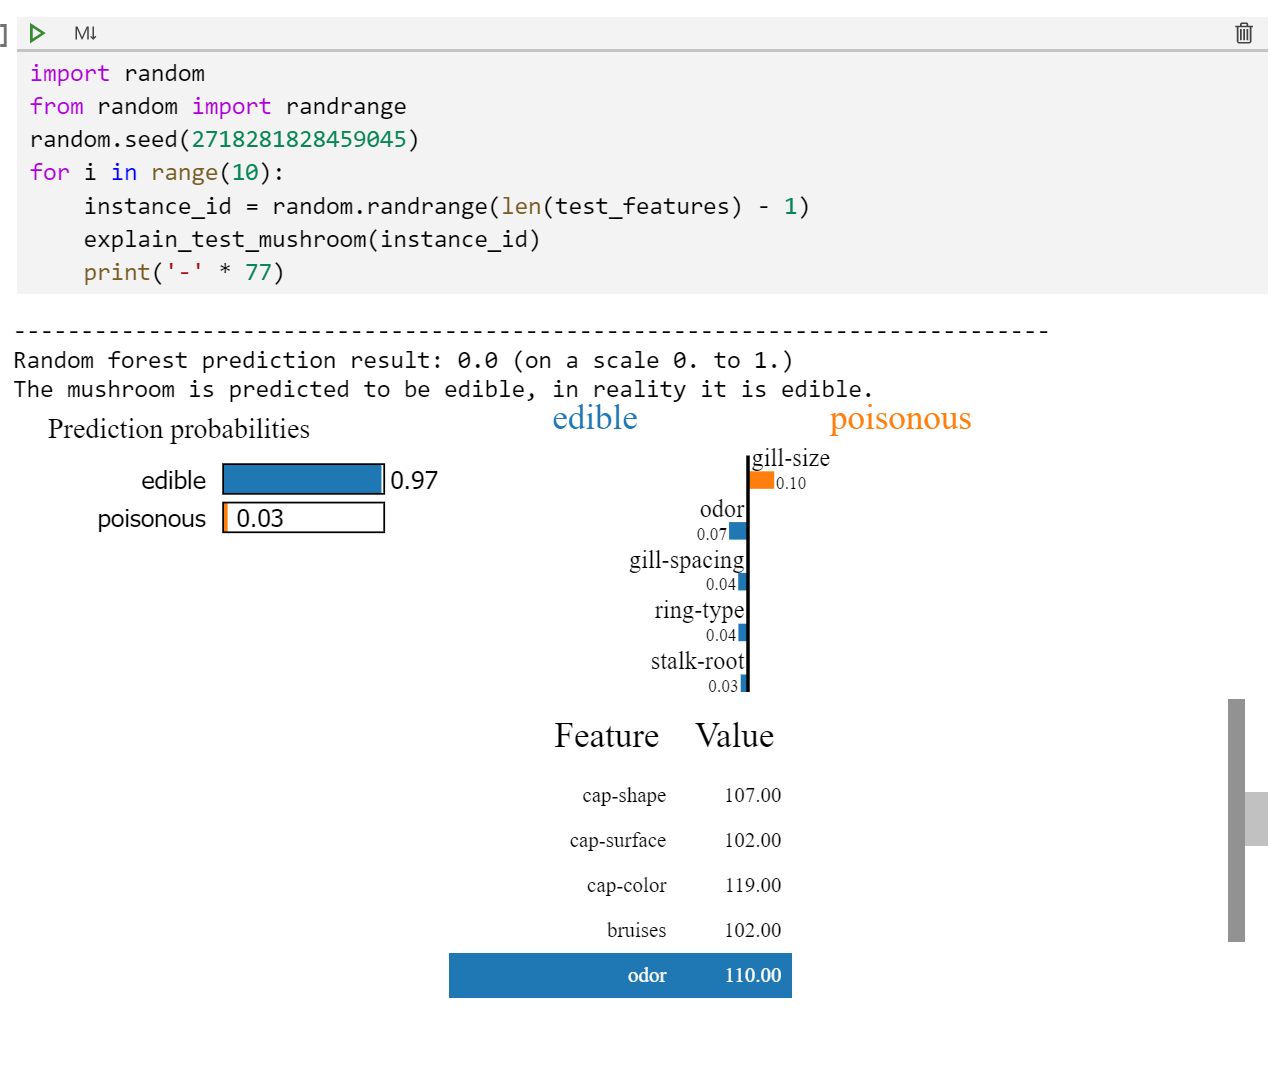 ]
M↓
import random
from random import randrange
random.seed(2718281828459045)
for i in range(10):
    instance_id = random.randrange(len(test_features) - 1)
    explain_test_mushroom(instance_id)
    print('-' * 77)
-----------------------------------------------------------------------------
Random forest prediction result: 0.0 (on a scale 0. to 1.)
The mushroom is predicted to be edible, in reality it is edible.
Prediction probabilities
edible 0.97
poisonous 0.03
edible poisonous
gill-size
0.10
odor
0.07
gill-spacing
0.04
ring-type
0.04
stalk-root
0.03
Feature Value
cap-shape 107.00
cap-surface 102.00
cap-color 119.00
bruises 102.00
odor 110.00